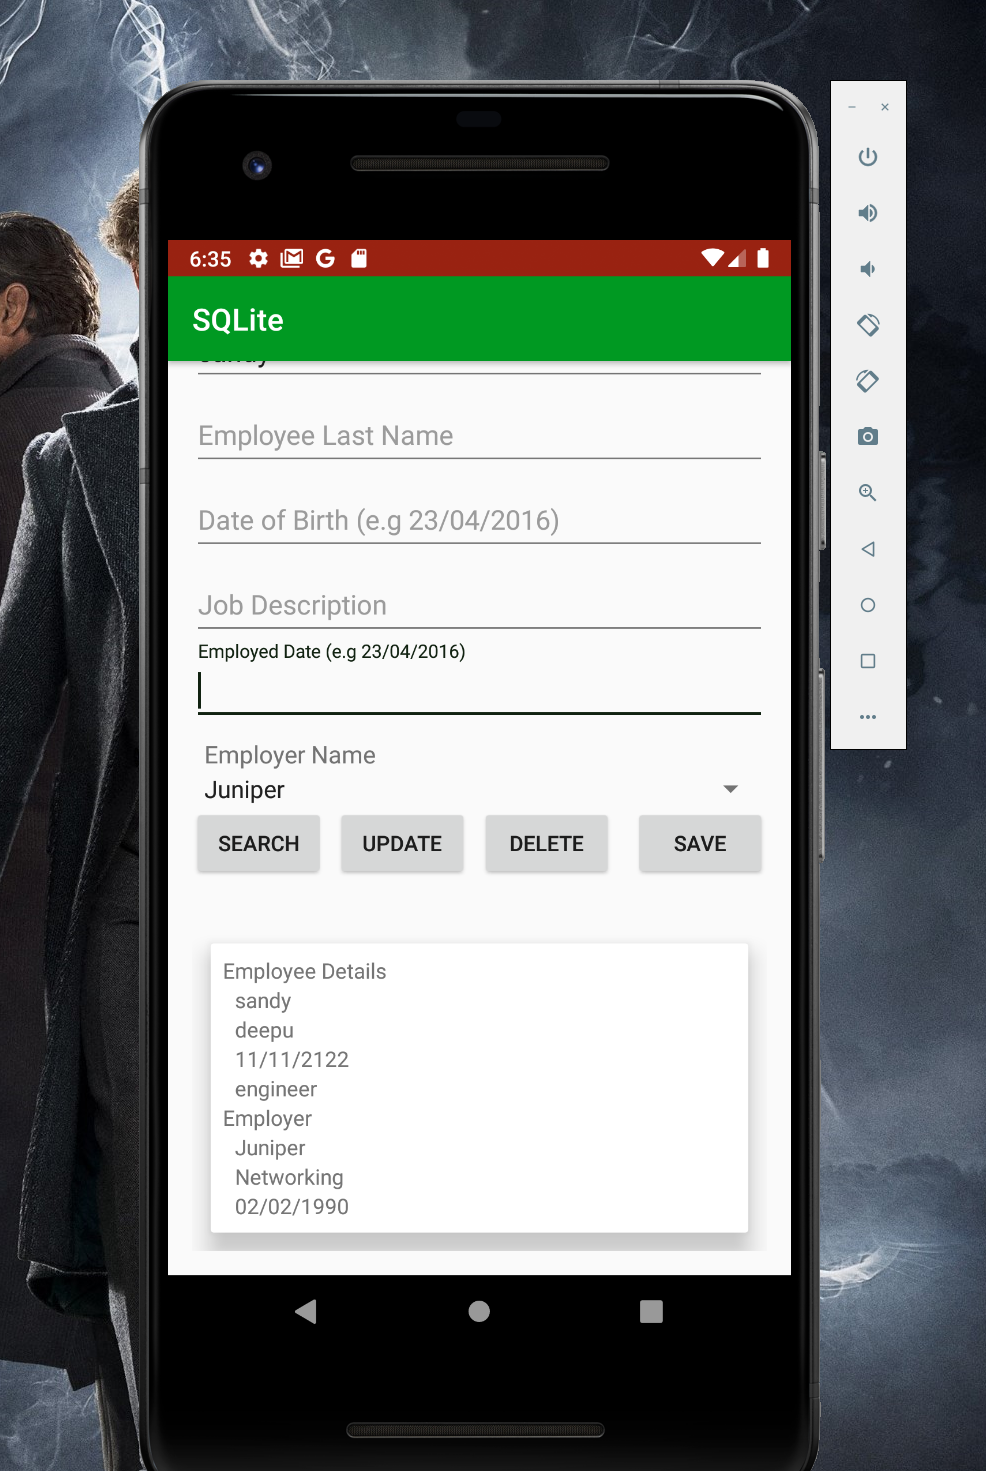 6:35
SQLite
sandy
Employee Last Name
Date of Birth (e.g 23/04/2016)
Job Description
Employed Date (e.g 23/04/2016)
Employer Name
Juniper
SEARCH UPDATE DELETE SAVE
Employee Details
sandy
deepu
11/11/2122
engineer
Employer
Juniper
Networking
02/02/1990